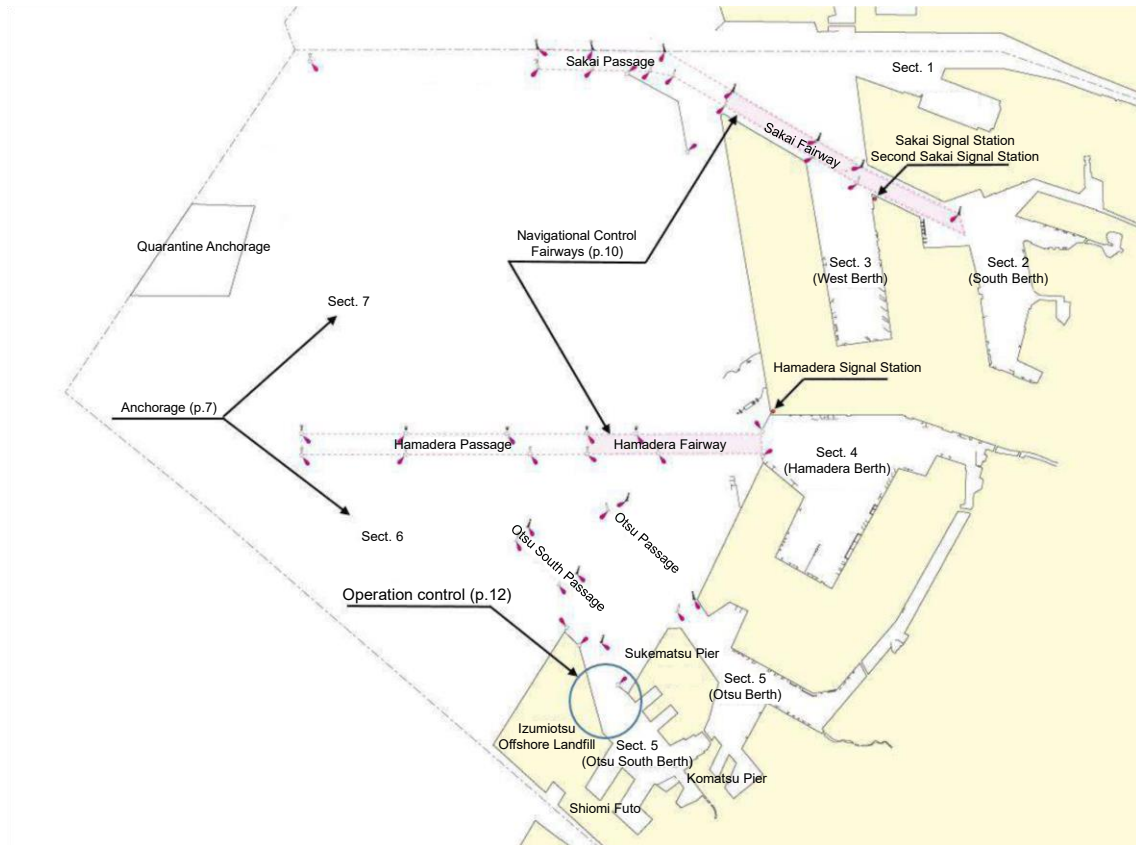 Sakai Passage
Sect. 1
Sakai Fairway
Sakai Signal Station
Second Sakai Signal Station
Quarantine Anchorage
Navigational Control
Fairways (p.10)
Sect. 3
(West Berth)
Sect. 2
(South Berth)
Sect. 7
Hamadera Signal Station
Anchorage (p.7)
Hamadera Passage
Hamadera Fairway
Sect. 4
(Hamadera Berth)
Sect. 6
Otsu Passage
Otsu South Passage
Operation control (p.12)
Sukematsu Pier
Sect. 5
(Otsu Berth)
Izumiotsu
Offshore Landfill
Sect. 5
(Otsu South Berth)
Komatsu Pier
Shiomi Futo